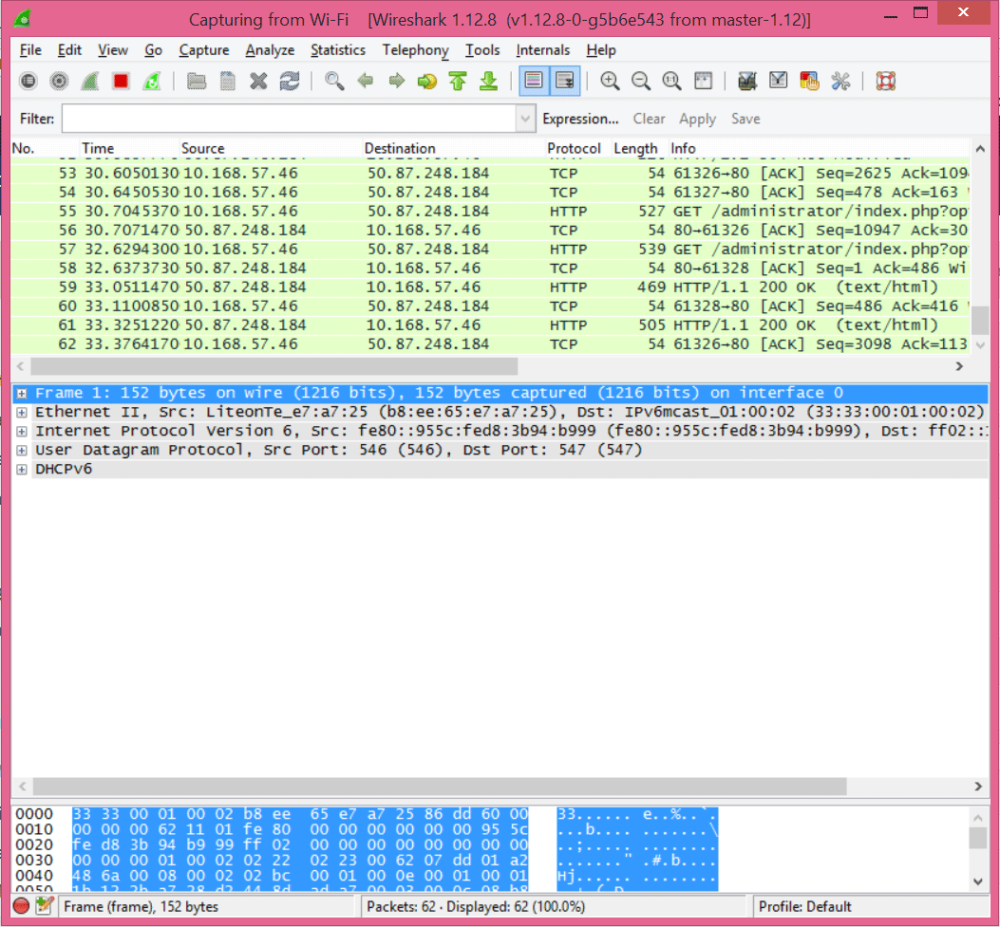 Capturing from Wi-Fi [Wireshark 1.12.8 (v1.12.8-0-g5b6e543 from master-1.12)]
File Edit View Go Capture Analyze Statistics Telephony Tools Internals Help
Filter: Expression... Clear Apply Save
No. Time Source Destination Protocol Length Info
53 30.6050130 10.168.57.46 50.87.248.184 TCP 54 61326→80 [ACK] Seq=2625 Ack=109
54 30.6450530 10.168.57.46 50.87.248.184 TCP 54 61327→80 [ACK] Seq=478 Ack=163
55 30.7045370 10.168.57.46 50.87.248.184 HTTP 527 GET /administrator/index.php?op
56 30.7071470 50.87.248.184 10.168.57.46 TCP 54 80→61326 [ACK] Seq=10947 Ack=30
57 32.6294300 10.168.57.46 50.87.248.184 HTTP 539 GET /administrator/index.php?op
58 32.6373730 50.87.248.184 10.168.57.46 TCP 54 80→61328 [ACK] Seq=1 Ack=486 Wi
59 33.0511470 50.87.248.184 10.168.57.46 HTTP 469 HTTP/1.1 200 OK (text/html)
60 33.1100850 10.168.57.46 50.87.248.184 TCP 54 61328→80 [ACK] Seq=486 Ack=416
61 33.3251220 50.87.248.184 10.168.57.46 HTTP 505 HTTP/1.1 200 OK (text/html)
62 33.3764170 10.168.57.46 50.87.248.184 TCP 54 61326→80 [ACK] Seq=3098 Ack=113
Frame 1: 152 bytes on wire (1216 bits), 152 bytes captured (1216 bits) on interface 0
Ethernet II, Src: LiteonTe_e7:a7:25 (b8:ee:65:e7:a7:25), Dst: IPv6mcast_01:00:02 (33:33:00:01:00:02)
Internet Protocol Version 6, Src: fe80::955c:fed8:3b94:b999 (fe80::955c:fed8:3b94:b999), Dst: ff02::
User Datagram Protocol, Src Port: 546 (546), Dst Port: 547 (547)
DHCPv6
0000 33 33 00 01 00 02 b8 ee 65 e7 a7 25 86 dd 60 00 33...... e..%..`.
0010 00 00 00 62 11 01 fe 80 00 00 00 00 00 00 95 5c ...b.... .......\
0020 fe d8 3b 94 b9 99 ff 02 00 00 00 00 00 00 00 00 ..;..... ........
0030 00 00 00 01 00 02 02 22 02 23 00 62 07 dd 01 a2 ......." .#.b....
0040 48 6a 00 08 00 02 02 bc 00 01 00 0e 00 01 00 01 Hj...... ........
Frame (frame), 152 bytes Packets: 62 · Displayed: 62 (100.0%) Profile: Default